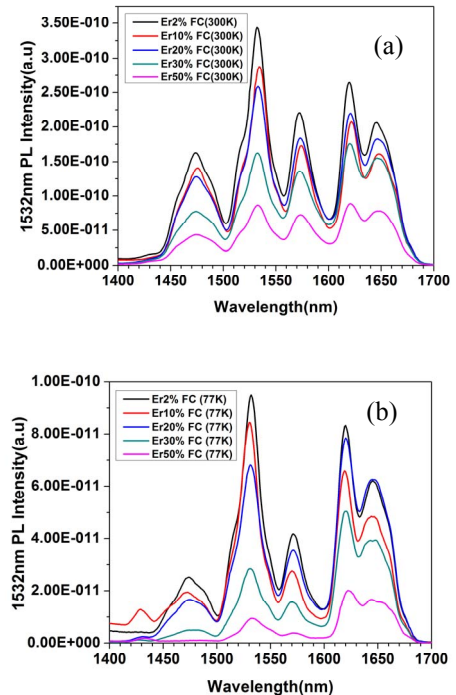 (a)
Er2% FC(300K)
Er10% FC(300K)
Er20% FC(300K)
Er30% FC(300K)
Er50% FC(300K)
1532nm PL Intensity(a.u)
3.50E-010
3.00E-010
2.50E-010
2.00E-010
1.50E-010
1.00E-010
5.00E-011
0.00E+000
1400 1450 1500 1550 1600 1650 1700
Wavelength(nm)
(b)
Er2% FC (77K)
Er10% FC (77K)
Er20% FC (77K)
Er30% FC (77K)
Er50% FC (77K)
1532nm PL Intensity(a.u)
1.00E-010
8.00E-011
6.00E-011
4.00E-011
2.00E-011
0.00E+000
1400 1450 1500 1550 1600 1650 1700
Wavelength(nm)